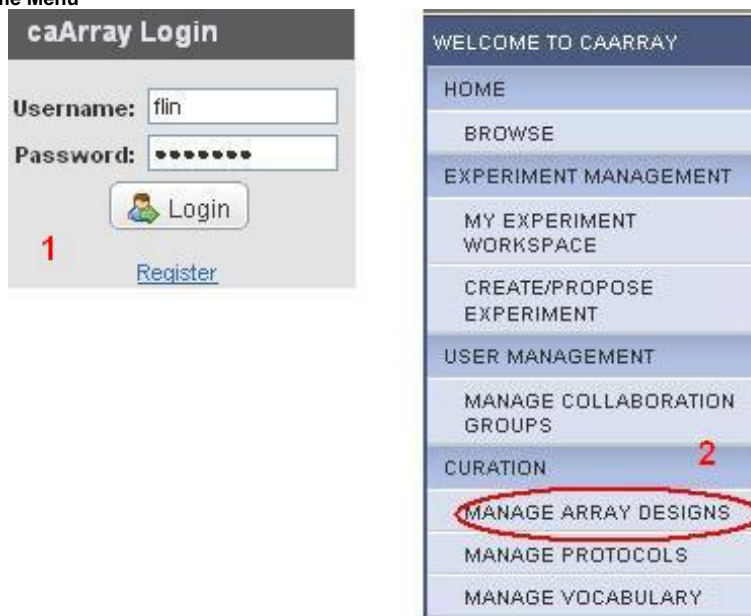 caArray Login
Username: flin
Password: •••••••
Login
1
Register
WELCOME TO CAARRAY
HOME
BROWSE
EXPERIMENT MANAGEMENT
MY EXPERIMENT
WORKSPACE
CREATE/PROPOSE
EXPERIMENT
USER MANAGEMENT
MANAGE COLLABORATION
GROUPS
2
CURATION
MANAGE ARRAY DESIGNS
MANAGE PROTOCOLS
MANAGE VOCABULARY